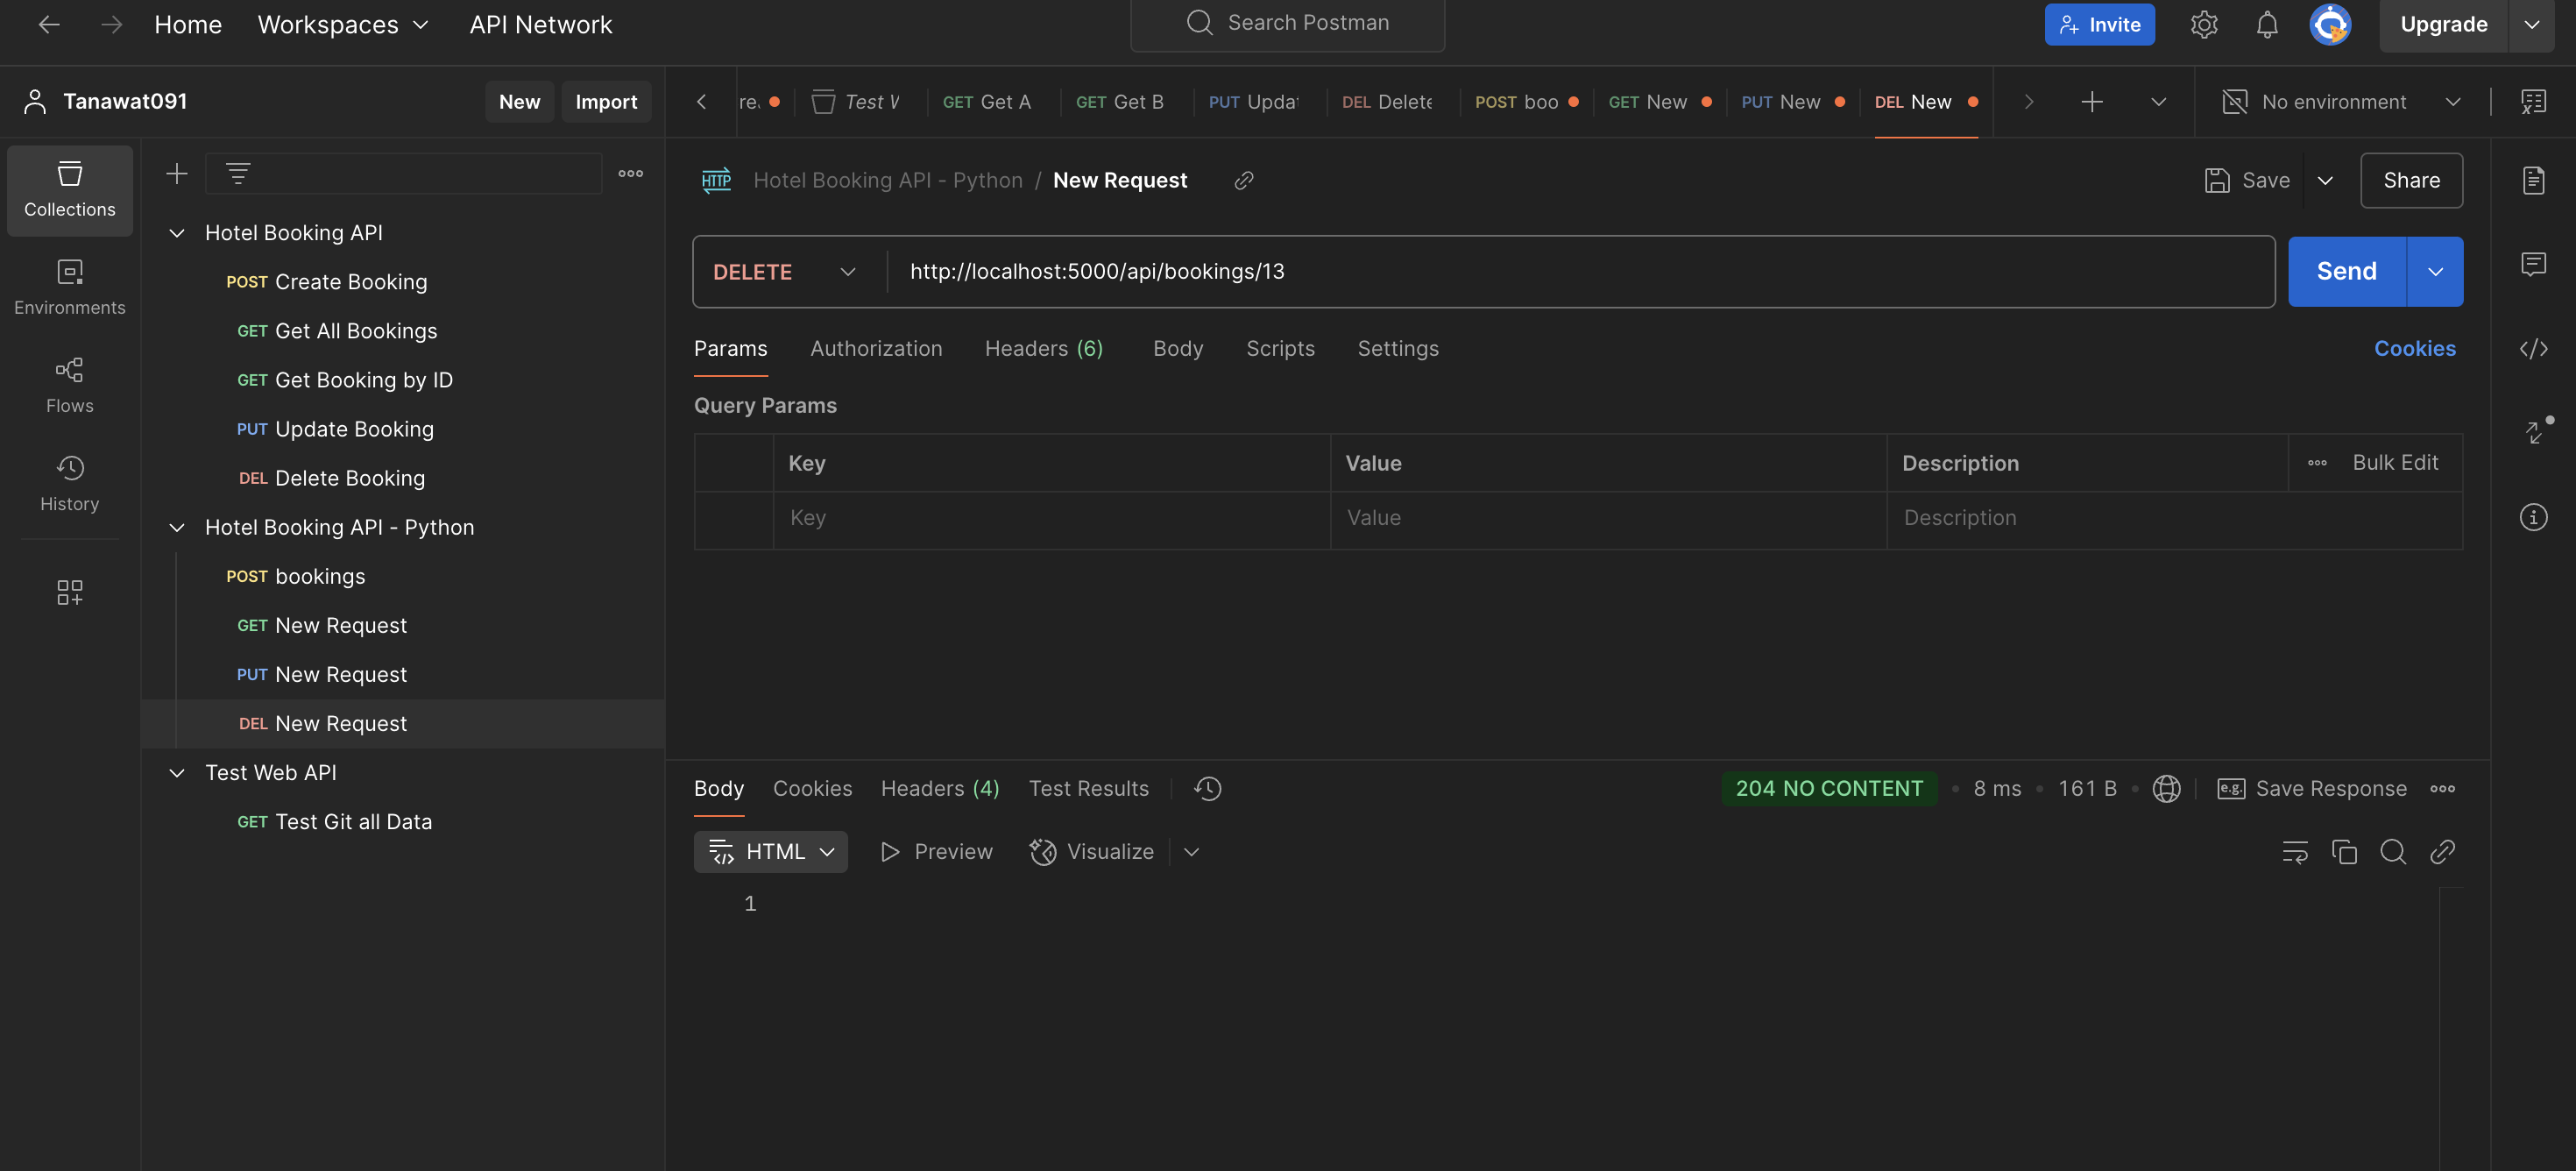 Home Workspaces API Network Search Postman Invite Upgrade
Tanawat091 New Import
re. Test W GET Get A GET Get B PUT Upda DEL Delete POST boo GET New PUT New DEL New No environment
Collections
Environments
Flows
History
Hotel Booking API
POST Create Booking
GET Get All Bookings
GET Get Booking by ID
PUT Update Booking
DEL Delete Booking
Hotel Booking API - Python
POST bookings
GET New Request
PUT New Request
DEL New Request
Test Web API
GET Test Git all Data
HTTP Hotel Booking API - Python / New Request Save Share
DELETE http://localhost:5000/api/bookings/13 Send
Params Authorization Headers (6) Body Scripts Settings Cookies
Query Params
Key Value Description Bulk Edit
Key Value Description
Body Cookies Headers (4) Test Results 204 NO CONTENT • 8 ms • 161 B • e.g. Save Response
HTML Preview Visualize
1